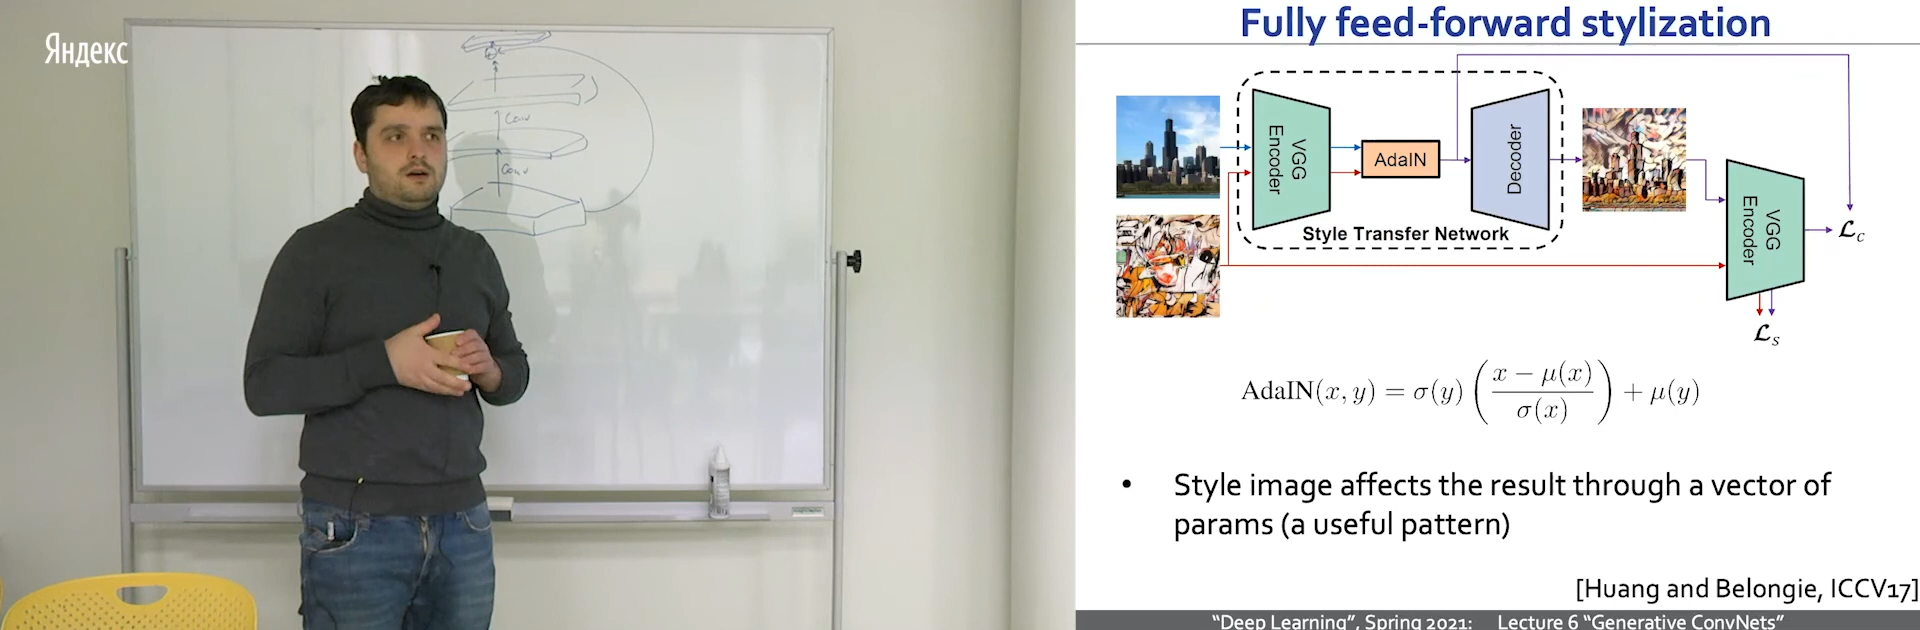 Яндекс
Conv
Conv
Fully feed-forward stylization
VGG
Encoder
AdaIN
Decoder
Style Transfer Network
VGG
Encoder
ℒc
ℒs
AdaIN(x, y) = σ(y) ( (x − μ(x)) / σ(x) ) + μ(y)
• Style image affects the result through a vector of
params (a useful pattern)
[Huang and Belongie, ICCV17]
“Deep Learning”, Spring 2021: Lecture 6 “Generative ConvNets”